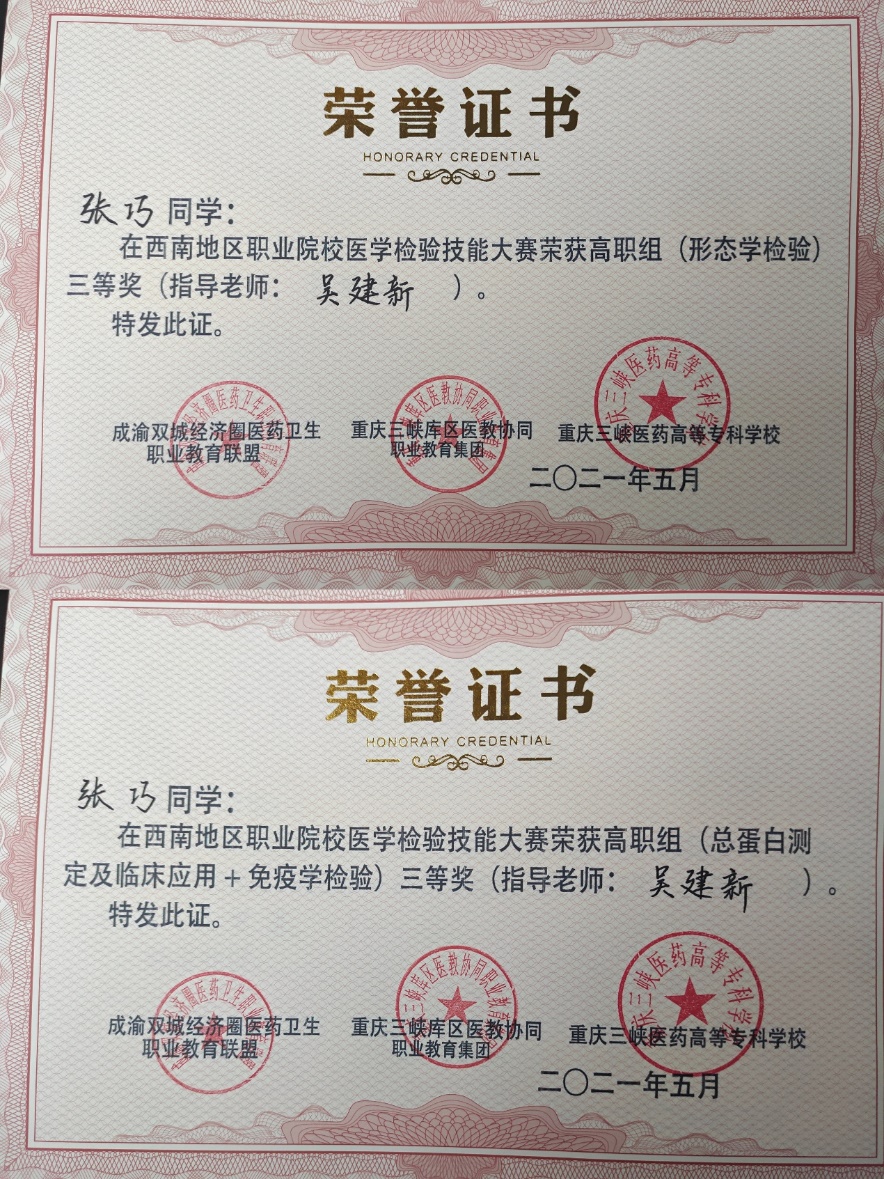 荣誉证书
HONORARY CREDENTIAL
张巧同学：
在西南地区职业院校医学检验技能大赛荣获高职组（形态学检验）
三等奖（指导老师： 吴建新 ）。
特发此证。
成渝双城经济圈医药卫生
职业教育联盟
重庆三峡库区医教协同
职业教育集团
重庆三峡医药高等专科学校
二〇二一年五月
荣誉证书
HONORARY CREDENTIAL
张巧同学：
在西南地区职业院校医学检验技能大赛荣获高职组（总蛋白测
定及临床应用+免疫学检验）三等奖（指导老师： 吴建新 ）。
特发此证。
成渝双城经济圈医药卫生
职业教育联盟
重庆三峡库区医教协同
职业教育集团
重庆三峡医药高等专科学校
二〇二一年五月